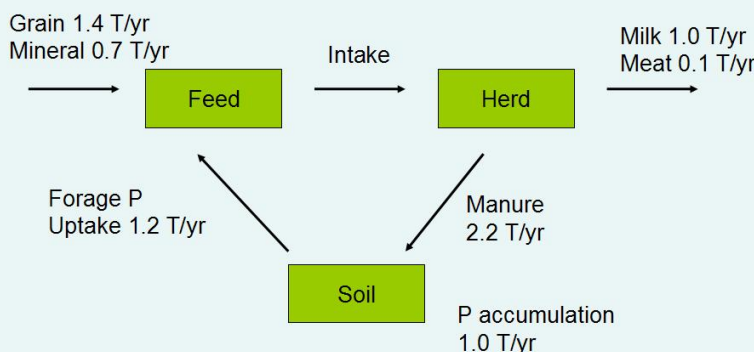 Grain 1.4 T/yr
Mineral 0.7 T/yr
Feed
Intake
Herd
Milk 1.0 T/yr
Meat 0.1 T/yr
Forage P
Uptake 1.2 T/yr
Manure
2.2 T/yr
Soil
P accumulation
1.0 T/yr